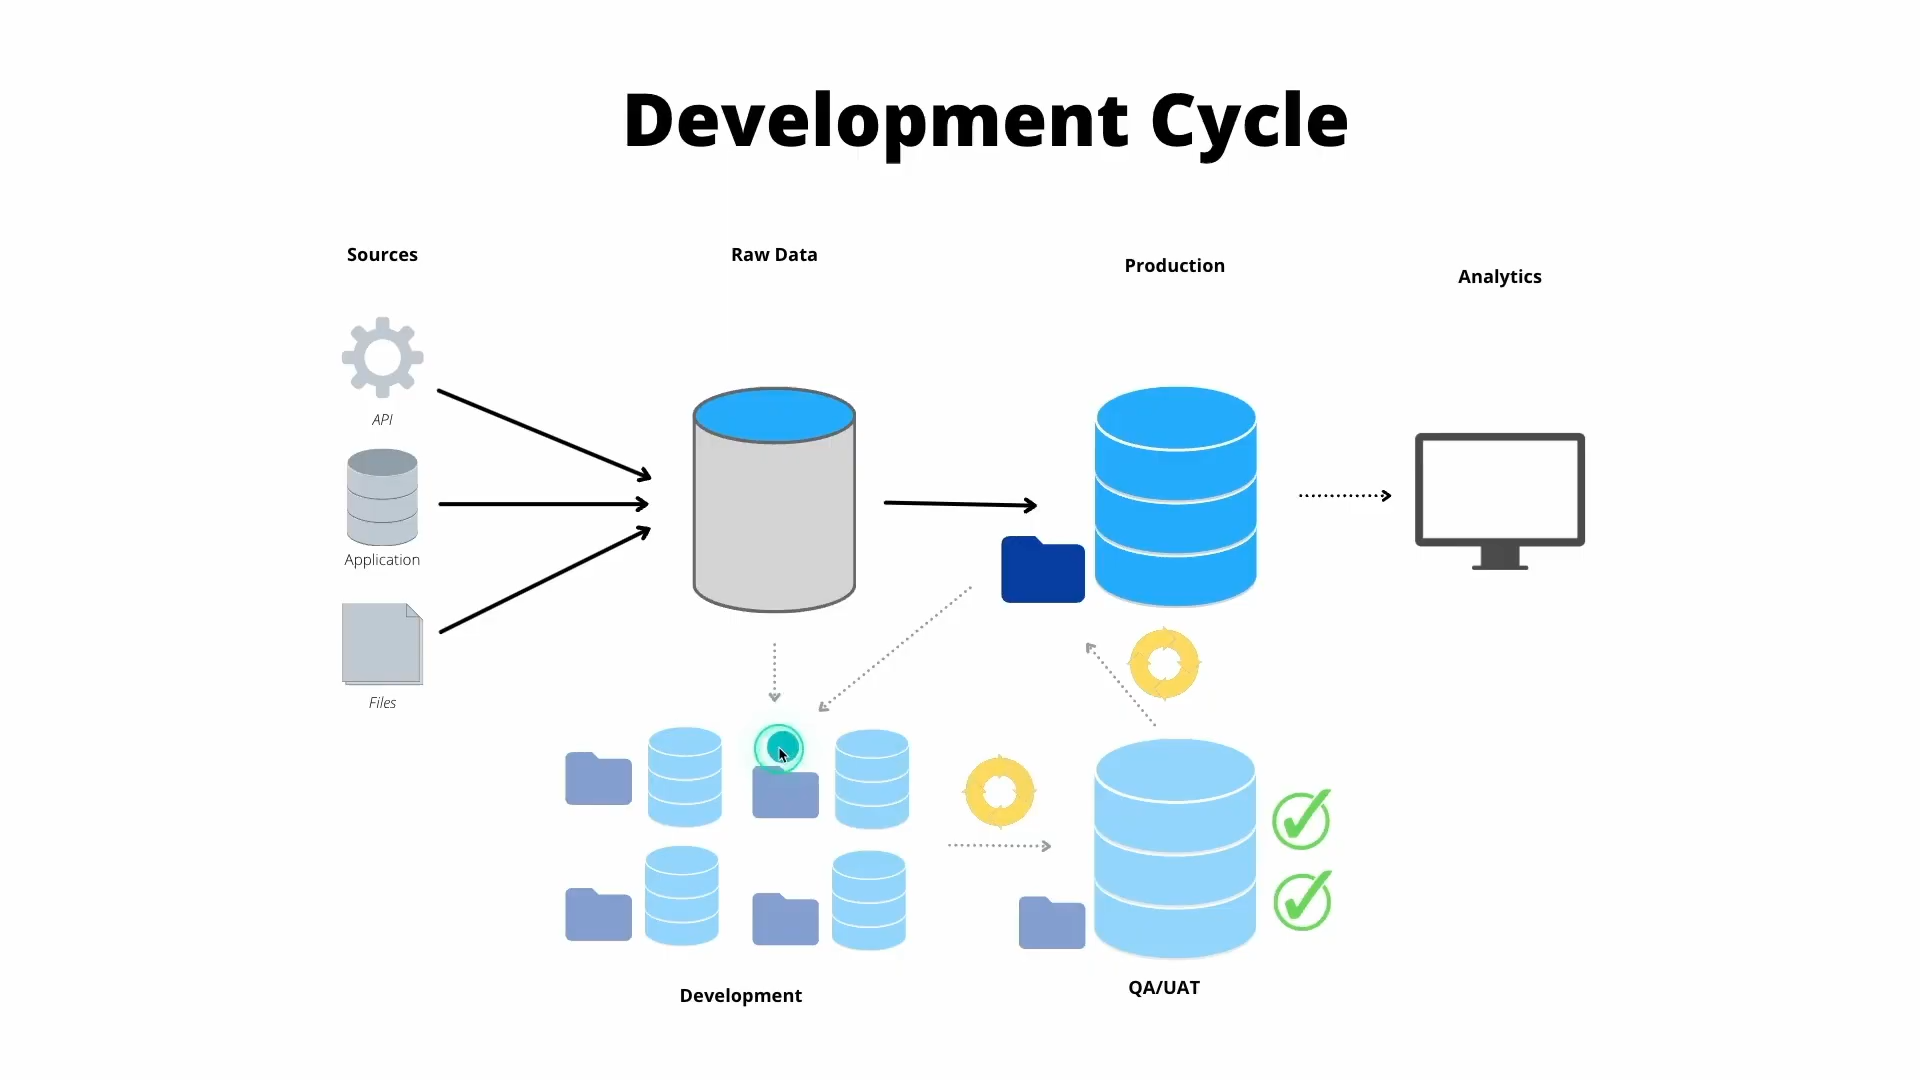 Development Cycle
Sources
Raw Data
Production
Analytics
API
Application
Files
Development
QA/UAT